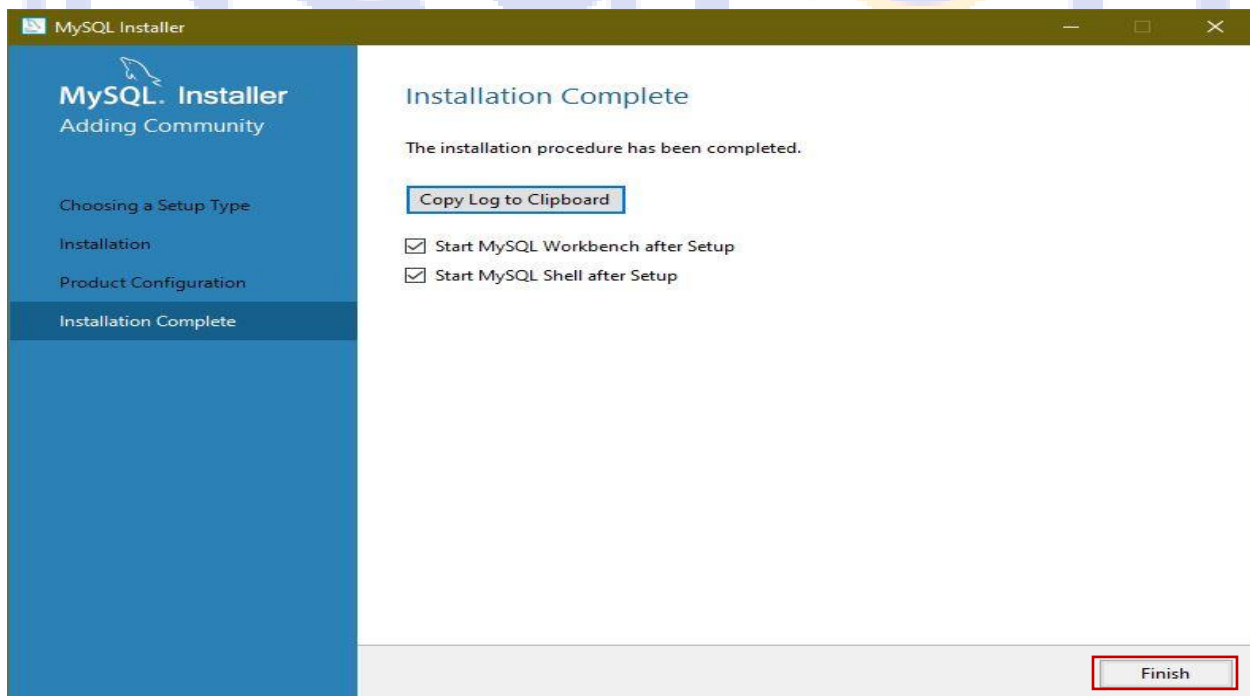 MySQL Installer
MySQL. Installer
Adding Community
Choosing a Setup Type
Installation
Product Configuration
Installation Complete
Installation Complete
The installation procedure has been completed.
Copy Log to Clipboard
Start MySQL Workbench after Setup
Start MySQL Shell after Setup
Finish